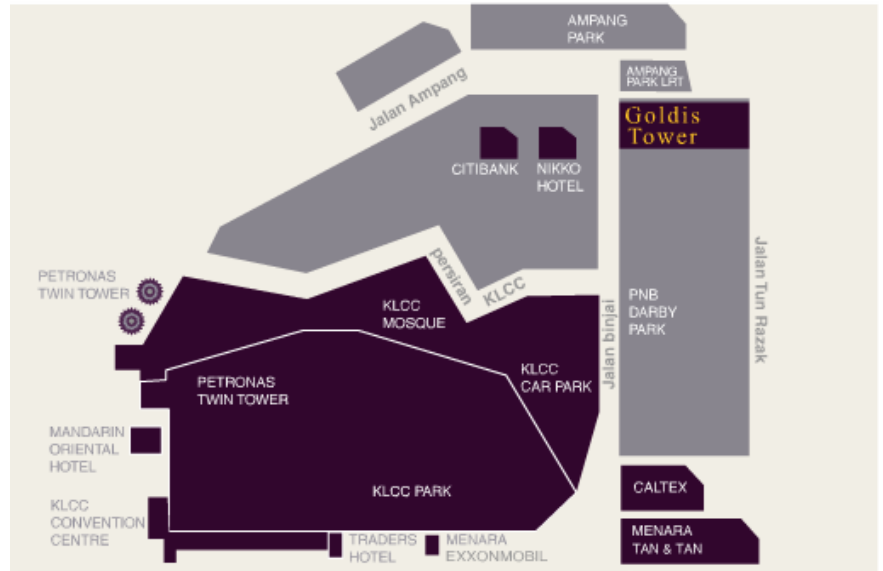 AMPANG
PARK
AMPANG
PARK LRT
Jalan Ampang
Goldis
Tower
CITIBANK
NIKKO
HOTEL
PETRONAS
TWIN TOWER
persiran
KLCC
KLCC
MOSQUE
PNB
DARBY
PARK
Jalan Tun Razak
Jalan binjai
KLCC
CAR PARK
PETRONAS
TWIN TOWER
MANDARIN
ORIENTAL
HOTEL
KLCC PARK
CALTEX
KLCC
CONVENTION
CENTRE
TRADERS
HOTEL
MENARA
EXXONMOBIL
MENARA
TAN & TAN